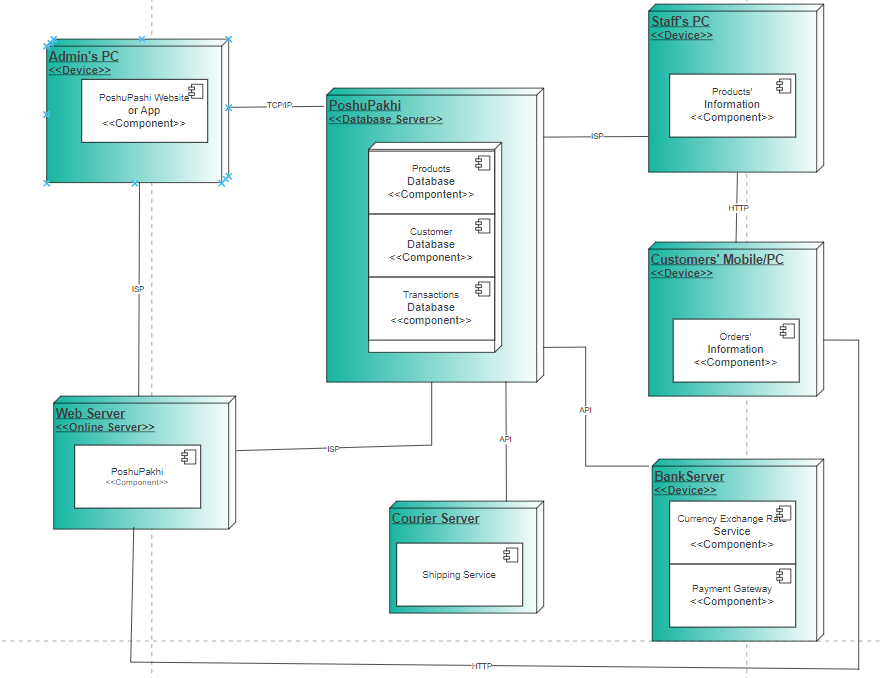 Admin's PC
<<Device>>
PoshuPashi Website
or App
<<Component>>
TCP/IP
PoshuPakhi
<<Database Server>>
Products
Database
<<Compontent>>
Customer
Database
<<Component>>
Transactions
Database
<<component>>
ISP
Staff's PC
<<Device>>
Products'
Information
<<Component>>
HTTP
Customers' Mobile/PC
<<Device>>
Orders'
Information
<<Component>>
ISP
Web Server
<<Online Server>>
PoshuPakhi
<<Component>>
ISP
API
API
Courier Server
Shipping Service
BankServer
<<Device>>
Currency Exchange Rate
Service
<<Component>>
Payment Gateway
<<Component>>
HTTP